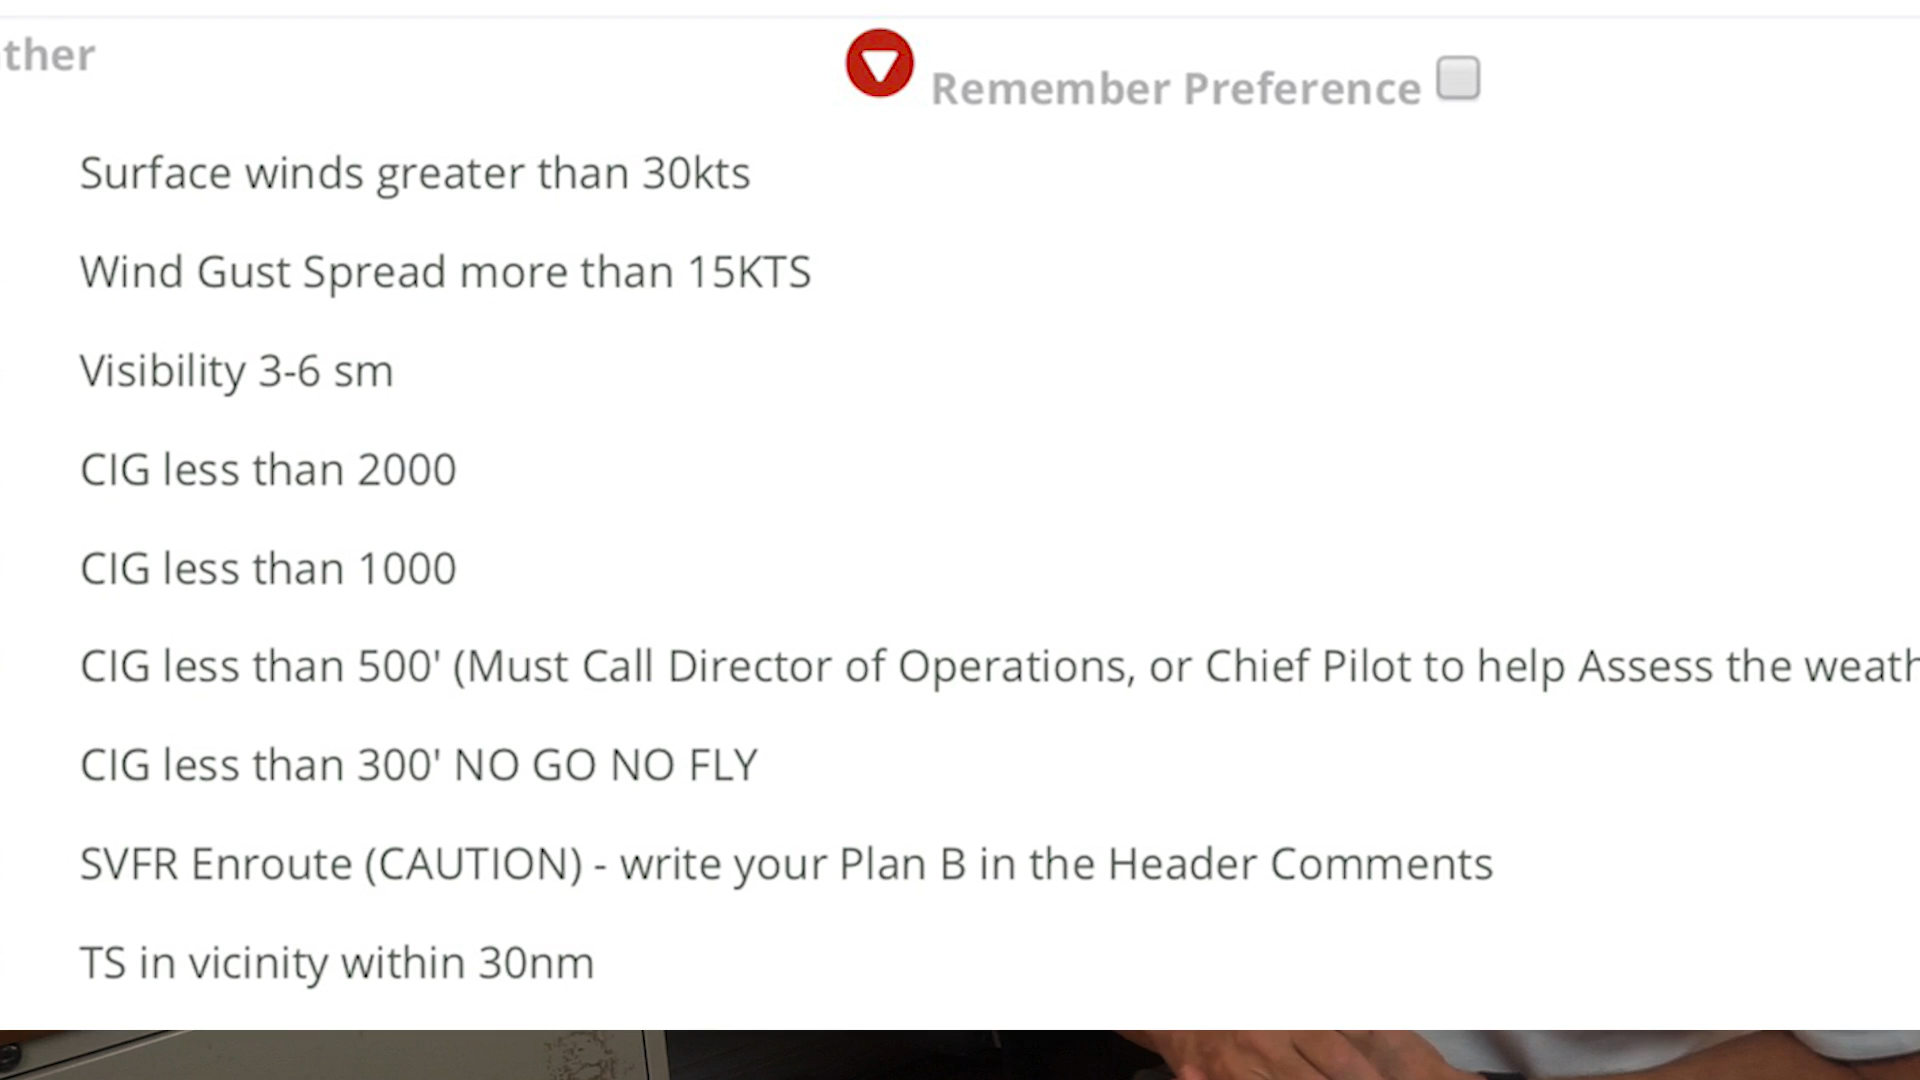 ther
Remember Preference
Surface winds greater than 30kts
Wind Gust Spread more than 15KTS
Visibility 3-6 sm
CIG less than 2000
CIG less than 1000
CIG less than 500' (Must Call Director of Operations, or Chief Pilot to help Assess the weath
CIG less than 300' NO GO NO FLY
SVFR Enroute (CAUTION) - write your Plan B in the Header Comments
TS in vicinity within 30nm